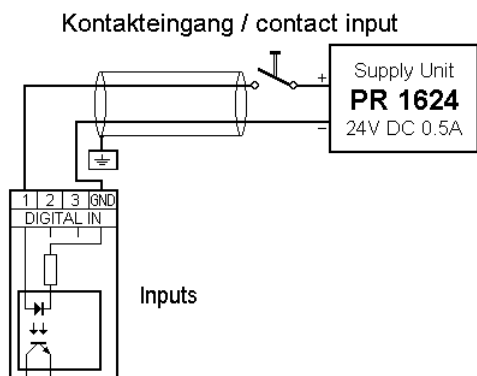 Kontakteingang / contact input
+
Supply Unit
PR 1624
24V DC 0.5A
−
1 2 3 GND
DIGITAL IN
Inputs